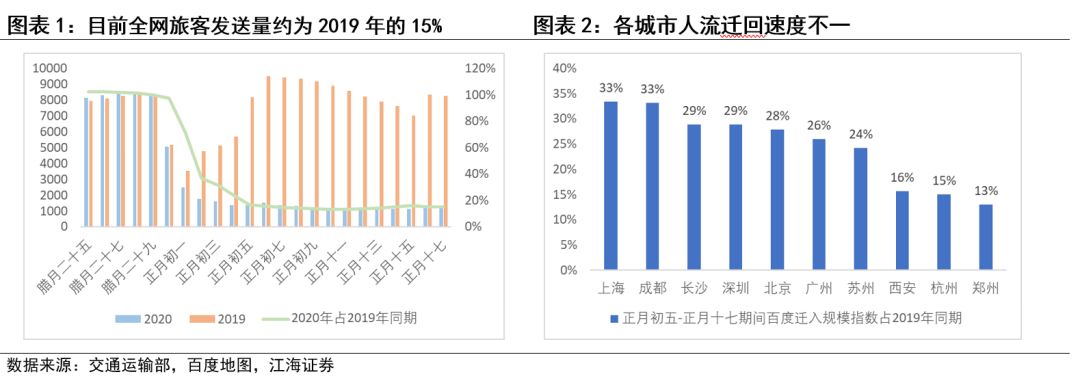 图表 1：目前全网旅客发送量约为 2019 年的 15%
10000
9000
8000
7000
6000
5000
4000
3000
2000
1000
0
120%
100%
80%
60%
40%
20%
0%
腊月二十五
腊月二十七
腊月二十九
正月初一
正月初三
正月初五
正月初七
正月初九
正月十一
正月十三
正月十五
正月十七
2020 2019 2020年占2019年同期
图表 2：各城市人流迁回速度不一
40%
35%
30%
25%
20%
15%
10%
5%
0%
33% 33% 29% 29% 28% 26% 24% 16% 15% 13%
上海 成都 长沙 深圳 北京 广州 苏州 西安 杭州 郑州
正月初五-正月十七期间百度迁入规模指数占2019年同期
数据来源：交通运输部，百度地图，江海证券